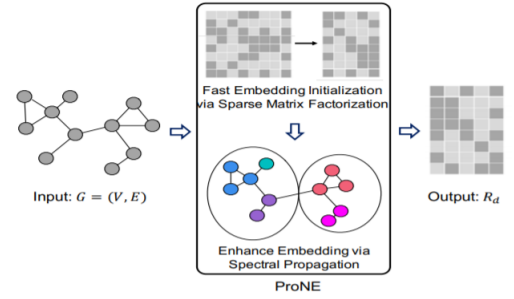 Fast Embedding Initialization
via Sparse Matrix Factorization
Input: G = (V, E)
Output: R_d
Enhance Embedding via
Spectral Propagation
ProNE